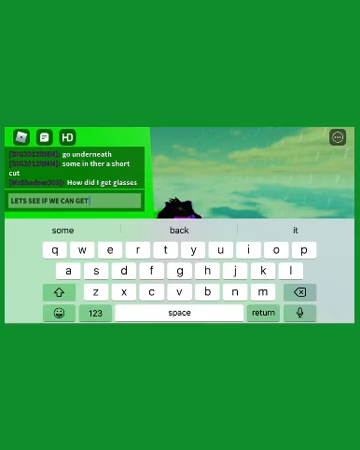 HD
go underneath
some in ther a short
cut
How did I get glasses
LETS SEE IF WE CAN GET
some back it
q w e r t y u i o p
a s d f g h j k l
z x c v b n m
123 space return